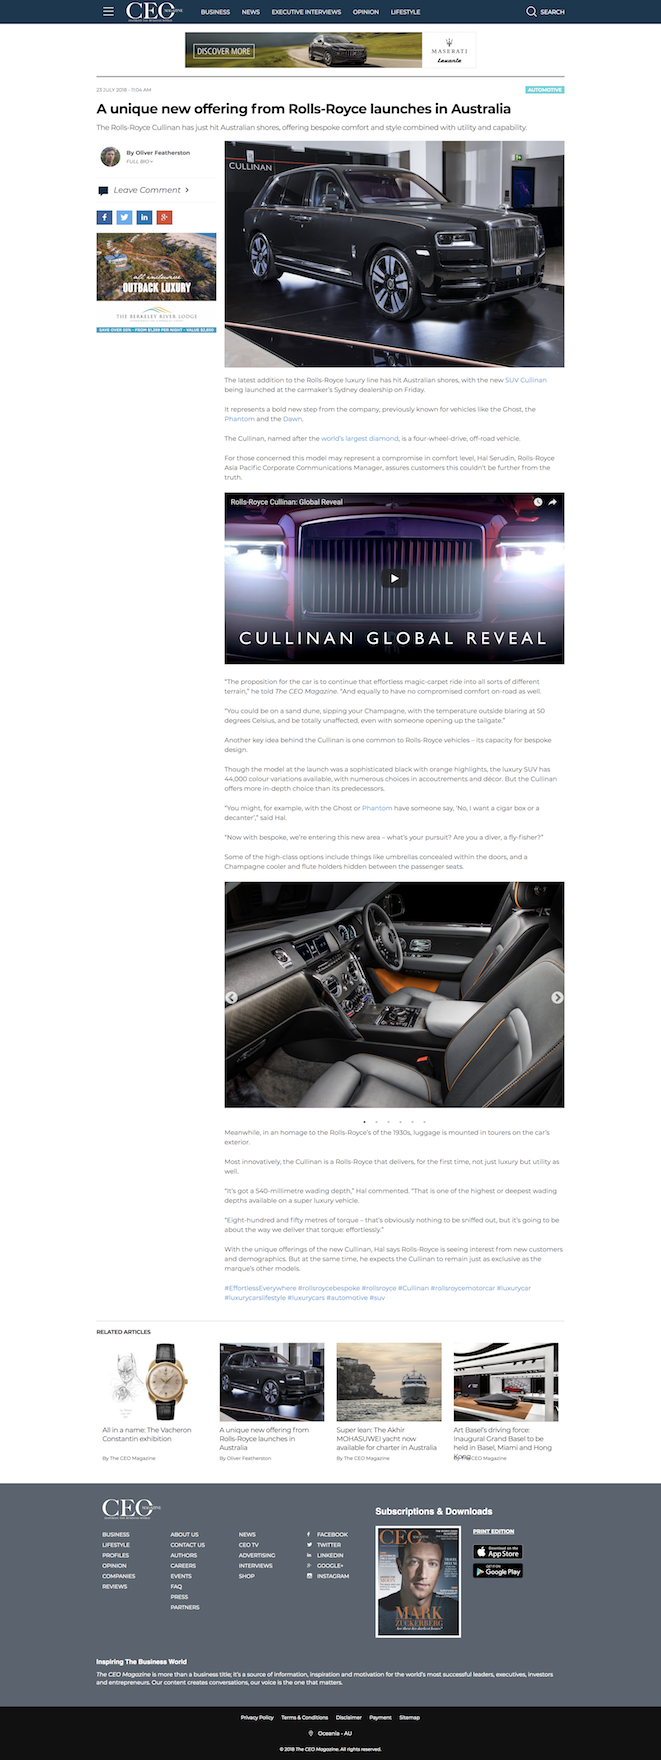 CEO MAGAZINE
INSPIRING THE BUSINESS WORLD
BUSINESS NEWS EXECUTIVE INTERVIEWS OPINION LIFESTYLE
SEARCH
DISCOVER MORE
MASERATI
Levante
23 JULY 2018 - 11:04 AM
AUTOMOTIVE
A unique new offering from Rolls-Royce launches in Australia
The Rolls-Royce Cullinan has just hit Australian shores, offering bespoke comfort and style combined with utility and capability.
By Oliver Featherston
FULL BIO
Leave Comment
all inclusive
OUTBACK LUXURY
THE BERKELEY RIVER LODGE
CULLINAN
The latest addition to the Rolls-Royce luxury line has hit Australian shores, with the new SUV Cullinan
being launched at the carmaker's Sydney dealership on Friday.
It represents a bold new step from the company, previously known for vehicles like the Ghost, the
Phantom and the Dawn.
The Cullinan, named after the world's largest diamond, is a four-wheel-drive, off-road vehicle.
For those concerned this model may represent a compromise in comfort level, Hal Serudin, Rolls-Royce
Asia Pacific Corporate Communications Manager, assures customers this couldn't be further from the
truth.
Rolls-Royce Cullinan: Global Reveal
CULLINAN GLOBAL REVEAL
"The proposition for the car is to continue that effortless magic-carpet ride into all sorts of different
terrain," he told The CEO Magazine. "And equally to have no compromised comfort on-road as well.
"You could be on a sand dune, sipping your Champagne, with the temperature outside blaring at 50
degrees Celsius, and be totally unaffected, even with someone opening up the tailgate."
Another key idea behind the Cullinan is one common to Rolls-Royce vehicles – its capacity for bespoke
design.
Though the model at the launch was a sophisticated black with orange highlights, the luxury SUV has
44,000 colour variations available, with numerous choices in accoutrements and décor. But the Cullinan
offers more in-depth choice than its predecessors.
"You might, for example, with the Ghost or Phantom have someone say, 'No, I want a cigar box or a
decanter'," said Hal.
"Now with bespoke, we're entering this new area – what's your pursuit? Are you a diver, a fly-fisher?"
Some of the high-class options include things like umbrellas concealed within the doors, and a
Champagne cooler and flute holders hidden between the passenger seats.
Meanwhile, in an homage to the Rolls-Royce's of the 1930s, luggage is mounted in tourers on the car's
exterior.
Most innovatively, the Cullinan is a Rolls-Royce that delivers, for the first time, not just luxury but utility as
well.
"It's got a 540-millimetre wading depth," Hal commented. "That is one of the highest or deepest wading
depths available on a super luxury vehicle.
"Eight-hundred and fifty metres of torque – that's obviously nothing to be sniffed out, but it's going to be
about the way we deliver that torque: effortlessly."
With the unique offerings of the new Cullinan, Hal says Rolls-Royce is seeing interest from new customers
and demographics. But at the same time, he expects the Cullinan to remain just as exclusive as the
marque's other models.
#EffortlessEverywhere #rollsroycebespoke #rollsroyce #Cullinan #rollsroycemotorcar #luxurycar
#luxurycarslifestyle #luxurycars #automotive #suv
RELATED ARTICLES
All in a name: The Vacheron
Constantin exhibition
By The CEO Magazine
A unique new offering from
Rolls-Royce launches in
Australia
By Oliver Featherston
Super lean: The Akhir
MOHASUWEI yacht now
available for charter in Australia
By The CEO Magazine
Art Basel's driving force:
Inaugural Grand Basel to be
held in Basel, Miami and Hong
Kong
By The CEO Magazine
CEO MAGAZINE
INSPIRING THE BUSINESS WORLD
BUSINESS ABOUT US NEWS FACEBOOK
LIFESTYLE CONTACT US CEO TV TWITTER
PROFILES AUTHORS ADVERTISING LINKEDIN
OPINION CAREERS INTERVIEWS GOOGLE+
COMPANIES EVENTS SHOP INSTAGRAM
REVIEWS FAQ
PRESS
PARTNERS
Subscriptions & Downloads
CEO
MARK
ZUCKERBERG
PRINT EDITION
Download on the
App Store
GET IT ON
Google Play
Inspiring The Business World
The CEO Magazine is more than a business title; it's a source of information, inspiration and motivation for the world's most successful leaders, executives, investors
and entrepreneurs. Our content creates conversations, our voice is the one that matters.
Privacy Policy Terms & Conditions Disclaimer Payment Sitemap
Oceania - AU
© 2018 The CEO Magazine. All rights reserved.